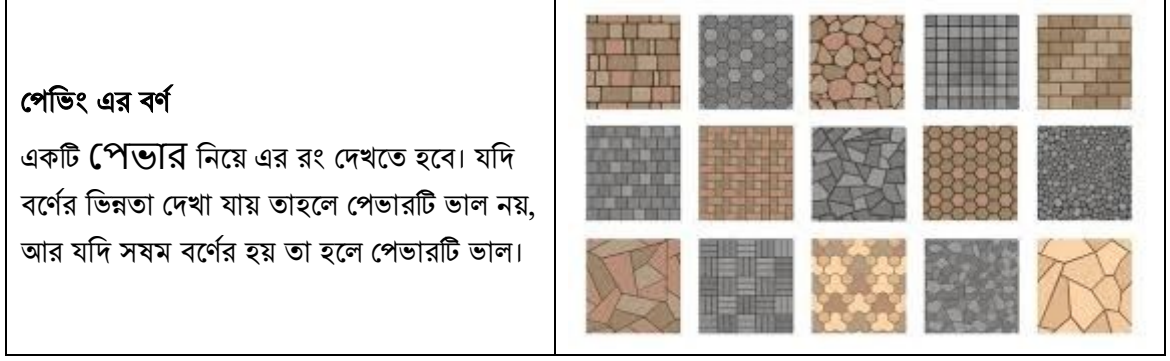 পেভিং এর বর্ণ
একটি পেভার নিয়ে এর রং দেখতে হবে। যদি
বর্ণের ভিন্নতা দেখা যায় তাহলে পেভারটি ভাল নয়,
আর যদি সষম বর্ণের হয় তা হলে পেভারটি ভাল।